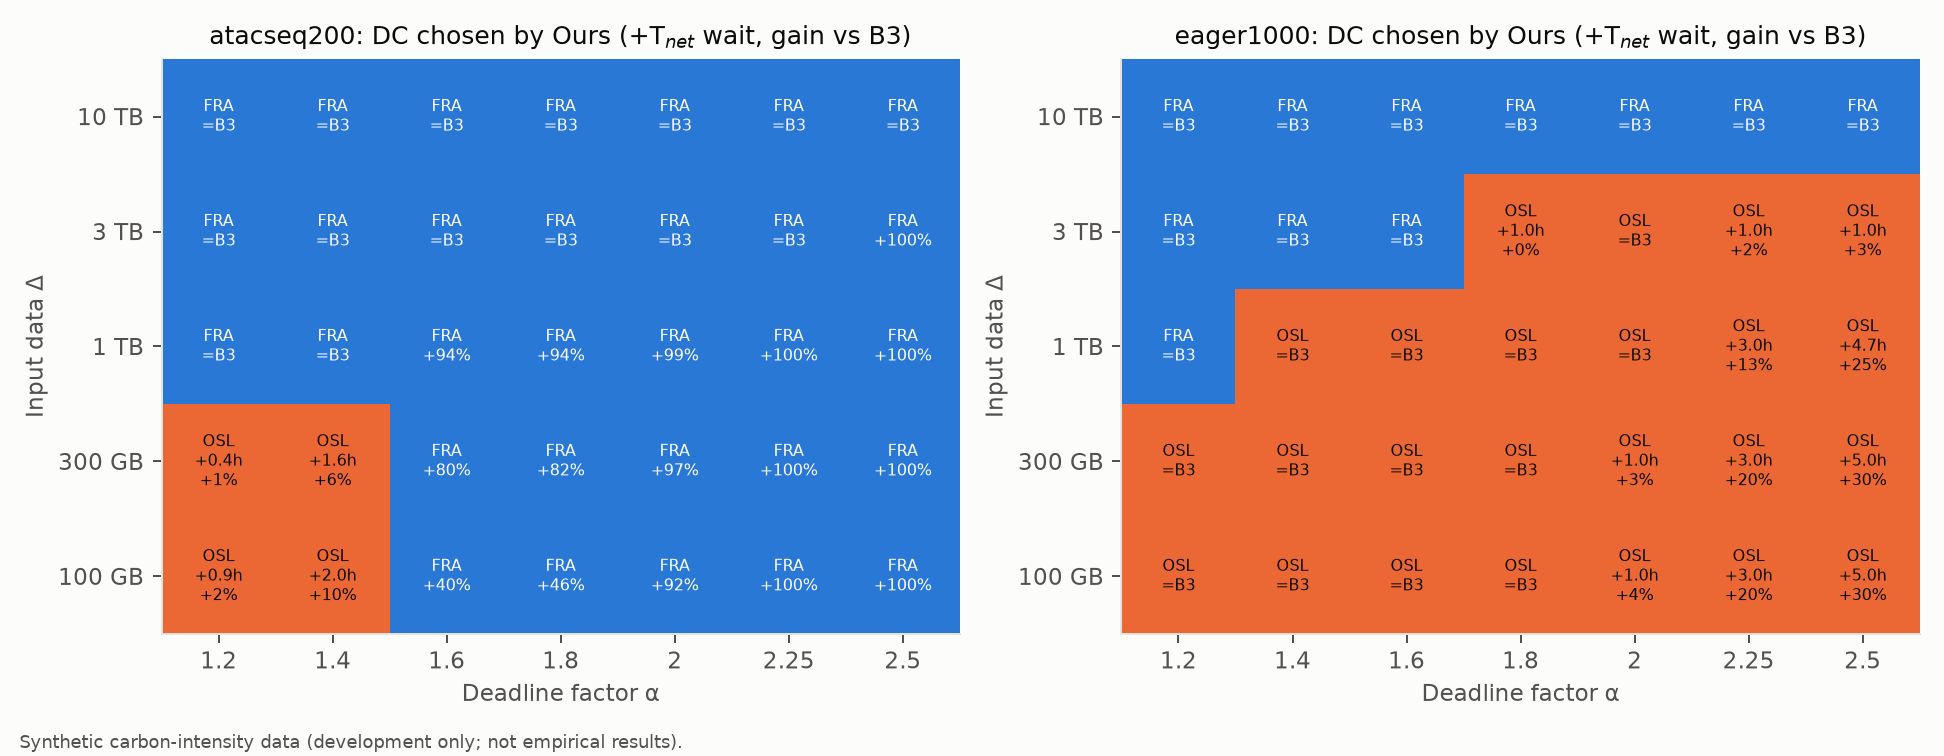 atacseq200: DC chosen by Ours (+Tnet wait, gain vs B3)
10 TB
FRA FRA FRA FRA FRA FRA FRA
=B3 =B3 =B3 =B3 =B3 =B3 =B3
3 TB
FRA FRA FRA FRA FRA FRA FRA
=B3 =B3 =B3 =B3 =B3 =B3 +100%
1 TB
FRA FRA FRA FRA FRA FRA FRA
=B3 =B3 +94% +94% +99% +100% +100%
300 GB
OSL OSL FRA FRA FRA FRA FRA
+0.4h +1.6h
+1% +6% +80% +82% +97% +100% +100%
100 GB
OSL OSL FRA FRA FRA FRA FRA
+0.9h +2.0h
+2% +10% +40% +46% +92% +100% +100%
Input data Δ
1.2 1.4 1.6 1.8 2 2.25 2.5
Deadline factor α
eager1000: DC chosen by Ours (+Tnet wait, gain vs B3)
10 TB
FRA FRA FRA FRA FRA FRA FRA
=B3 =B3 =B3 =B3 =B3 =B3 =B3
3 TB
FRA FRA FRA OSL OSL OSL OSL
+1.0h +1.0h +1.0h
=B3 =B3 =B3 +0% =B3 +2% +3%
1 TB
FRA OSL OSL OSL OSL OSL OSL
+3.0h +4.7h
=B3 =B3 =B3 =B3 =B3 +13% +25%
300 GB
OSL OSL OSL OSL OSL OSL OSL
+1.0h +3.0h +5.0h
=B3 =B3 =B3 =B3 +3% +20% +30%
100 GB
OSL OSL OSL OSL OSL OSL OSL
+1.0h +3.0h +5.0h
=B3 =B3 =B3 =B3 +4% +20% +30%
Input data Δ
1.2 1.4 1.6 1.8 2 2.25 2.5
Deadline factor α
Synthetic carbon-intensity data (development only; not empirical results).